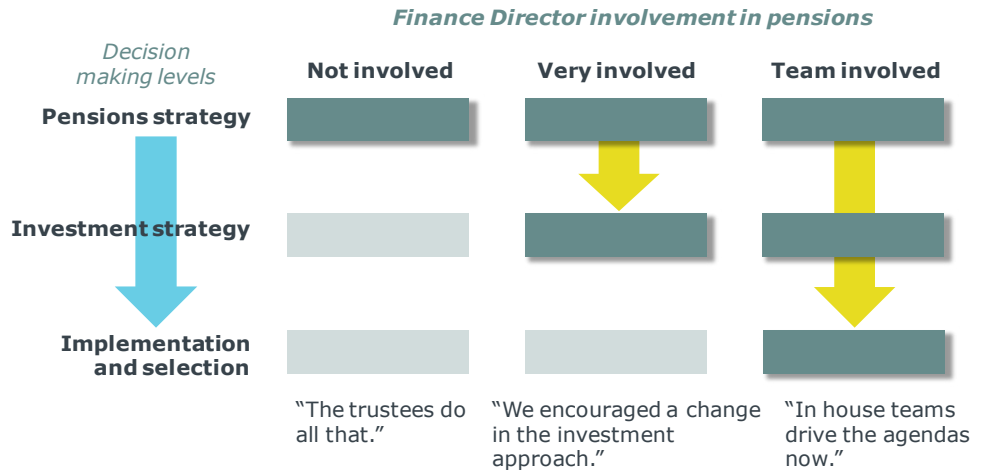 Finance Director involvement in pensions
Decision
making levels
Not involved
Very involved
Team involved
Pensions strategy
Investment strategy
Implementation
and selection
“The trustees do
all that.”
“We encouraged a change
in the investment
approach.”
“In house teams
drive the agendas
now.”